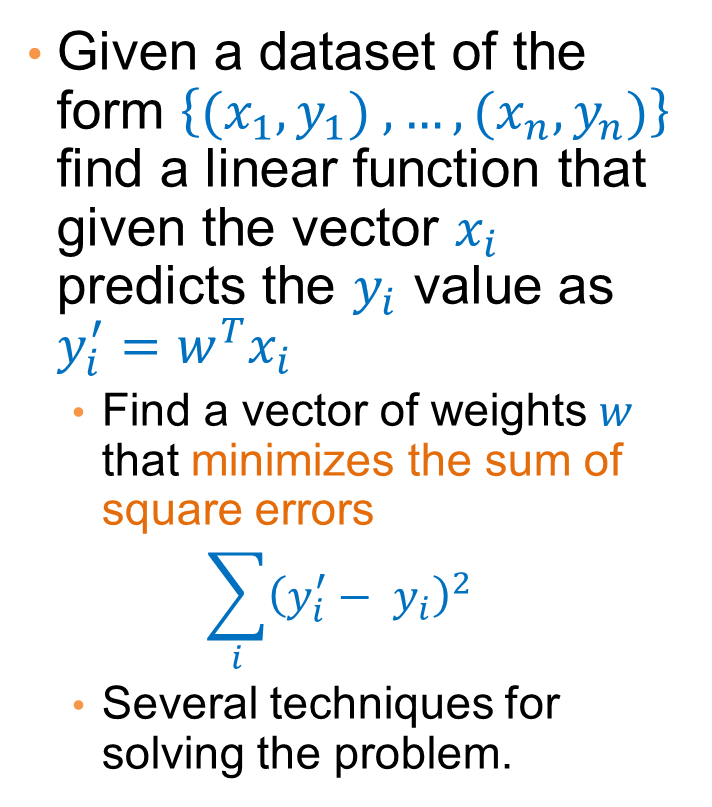 • Given a dataset of the
form {(x₁, y₁) , … , (xₙ, yₙ)}
find a linear function that
given the vector xᵢ
predicts the yᵢ value as
yᵢ′ = wᵀxᵢ
• Find a vector of weights w
that minimizes the sum of
square errors
∑ᵢ(yᵢ′ − yᵢ)²
• Several techniques for
solving the problem.